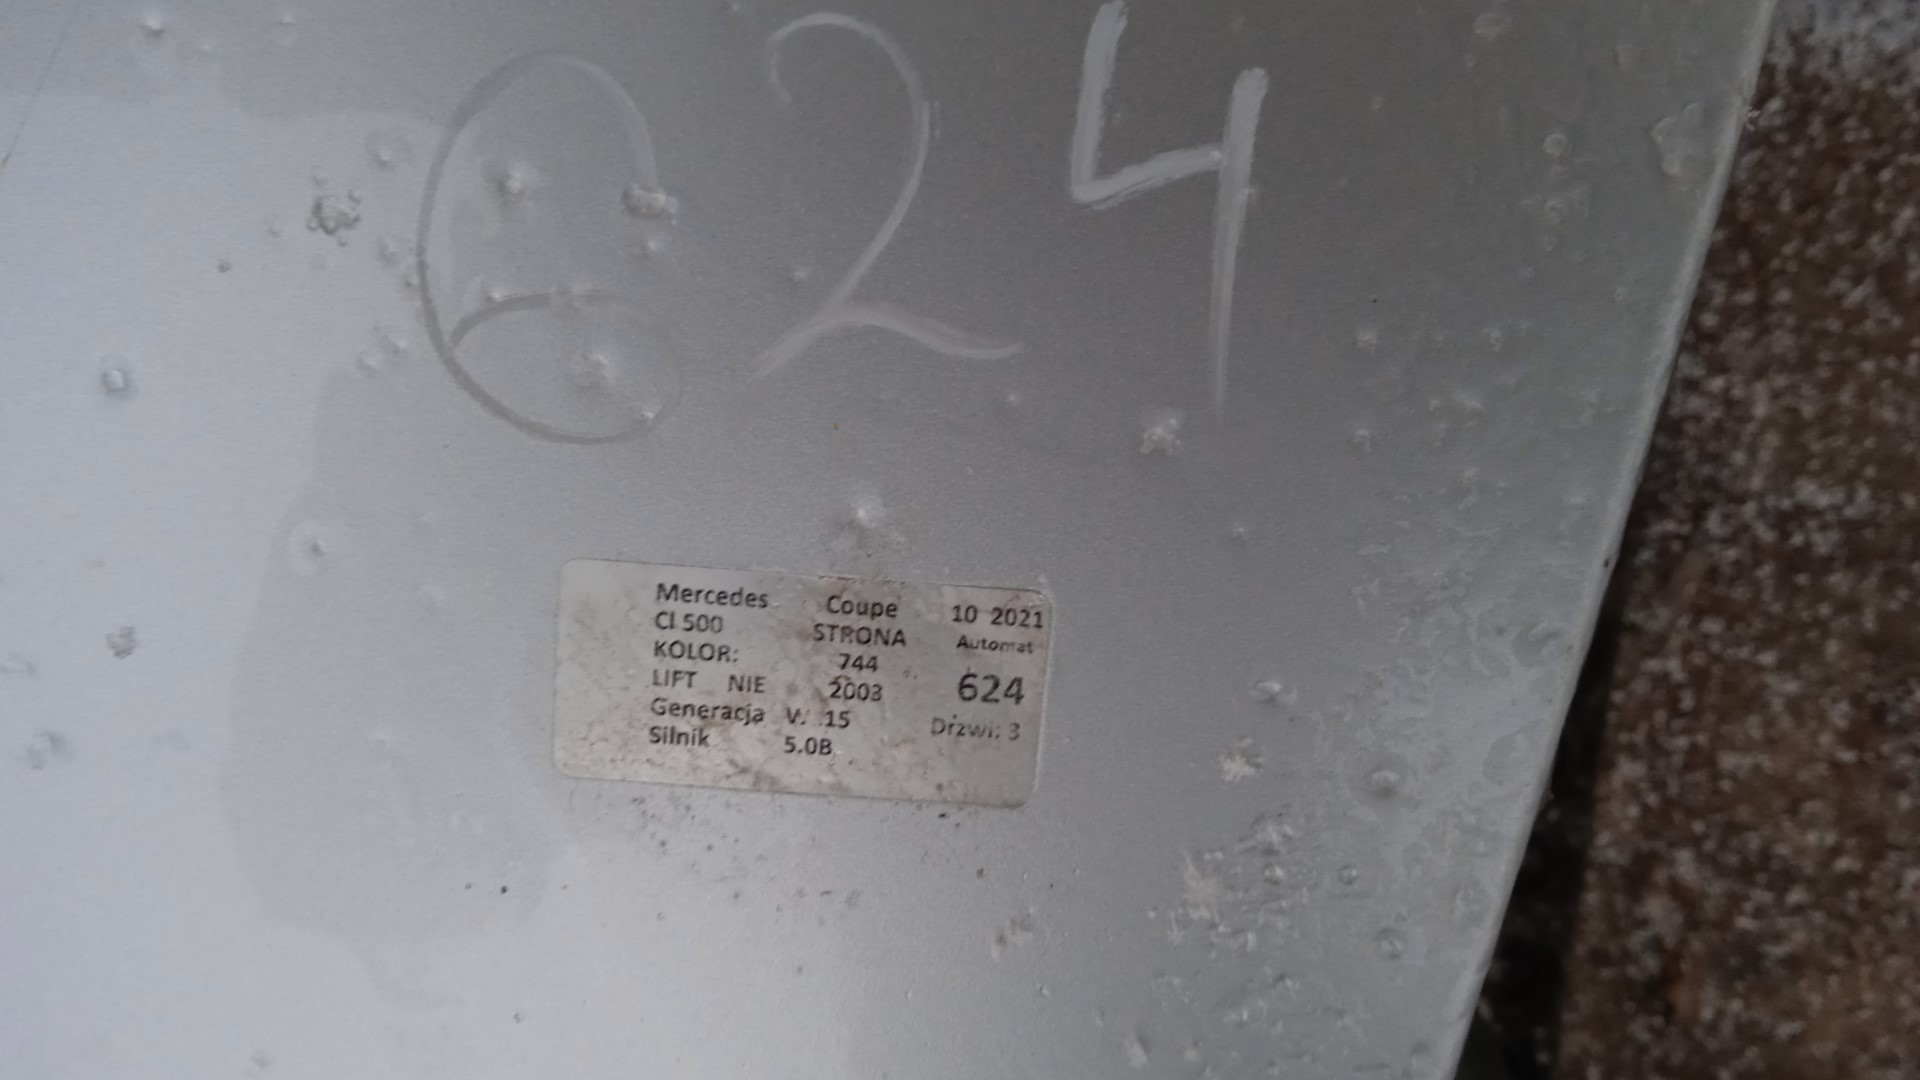 624
Mercedes Coupe 10 2021
Cl 500 STRONA Automat
KOLOR: 744
LIFT NIE 2003 624
Generacja 15 Drzwi: 3
Silnik 5.0B